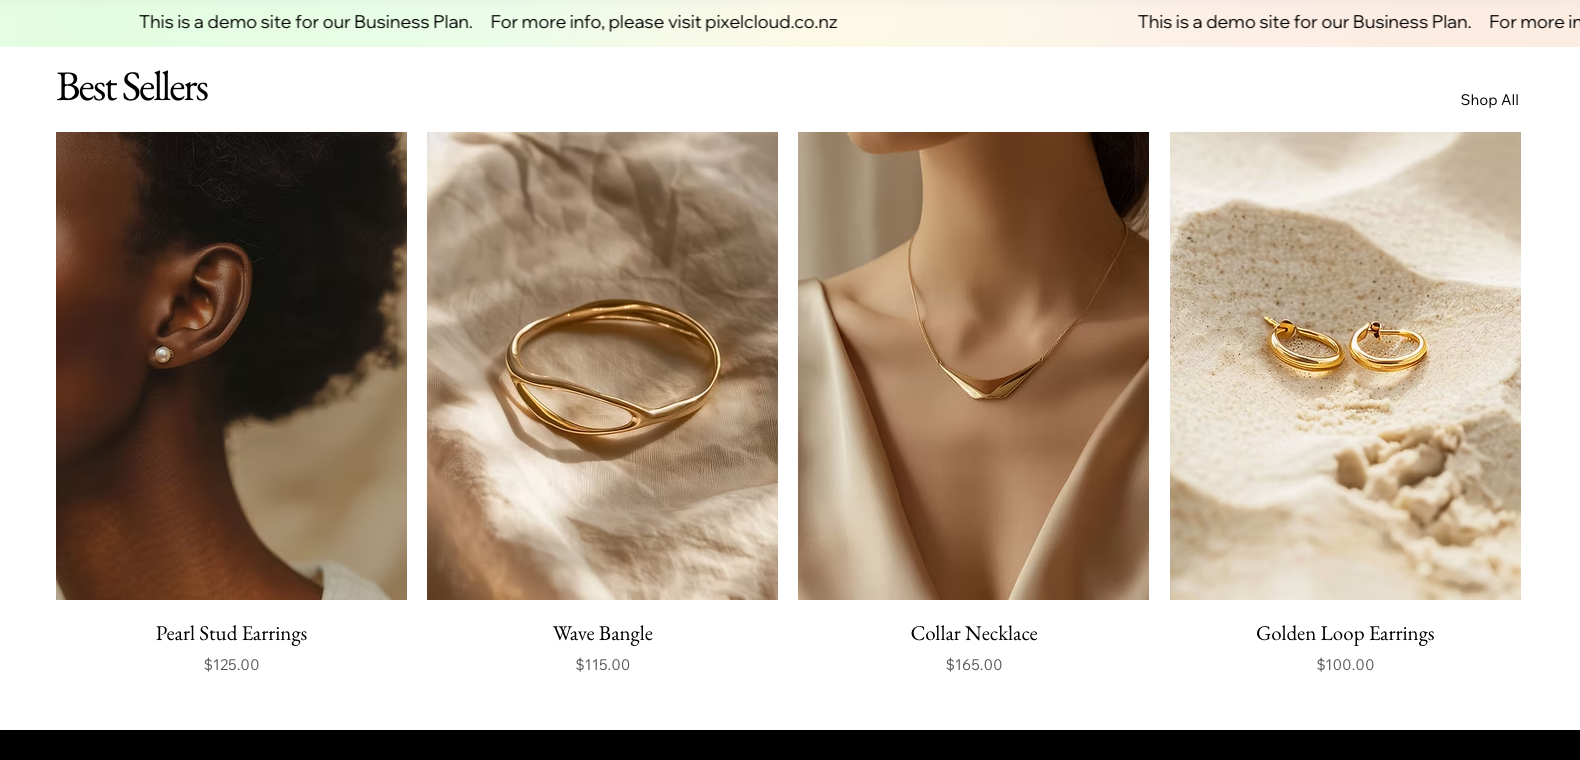 This is a demo site for our Business Plan. For more info, please visit pixelcloud.co.nz This is a demo site for our Business Plan. For more in
Best Sellers
Shop All
Pearl Stud Earrings Wave Bangle Collar Necklace Golden Loop Earrings
$125.00 $115.00 $165.00 $100.00